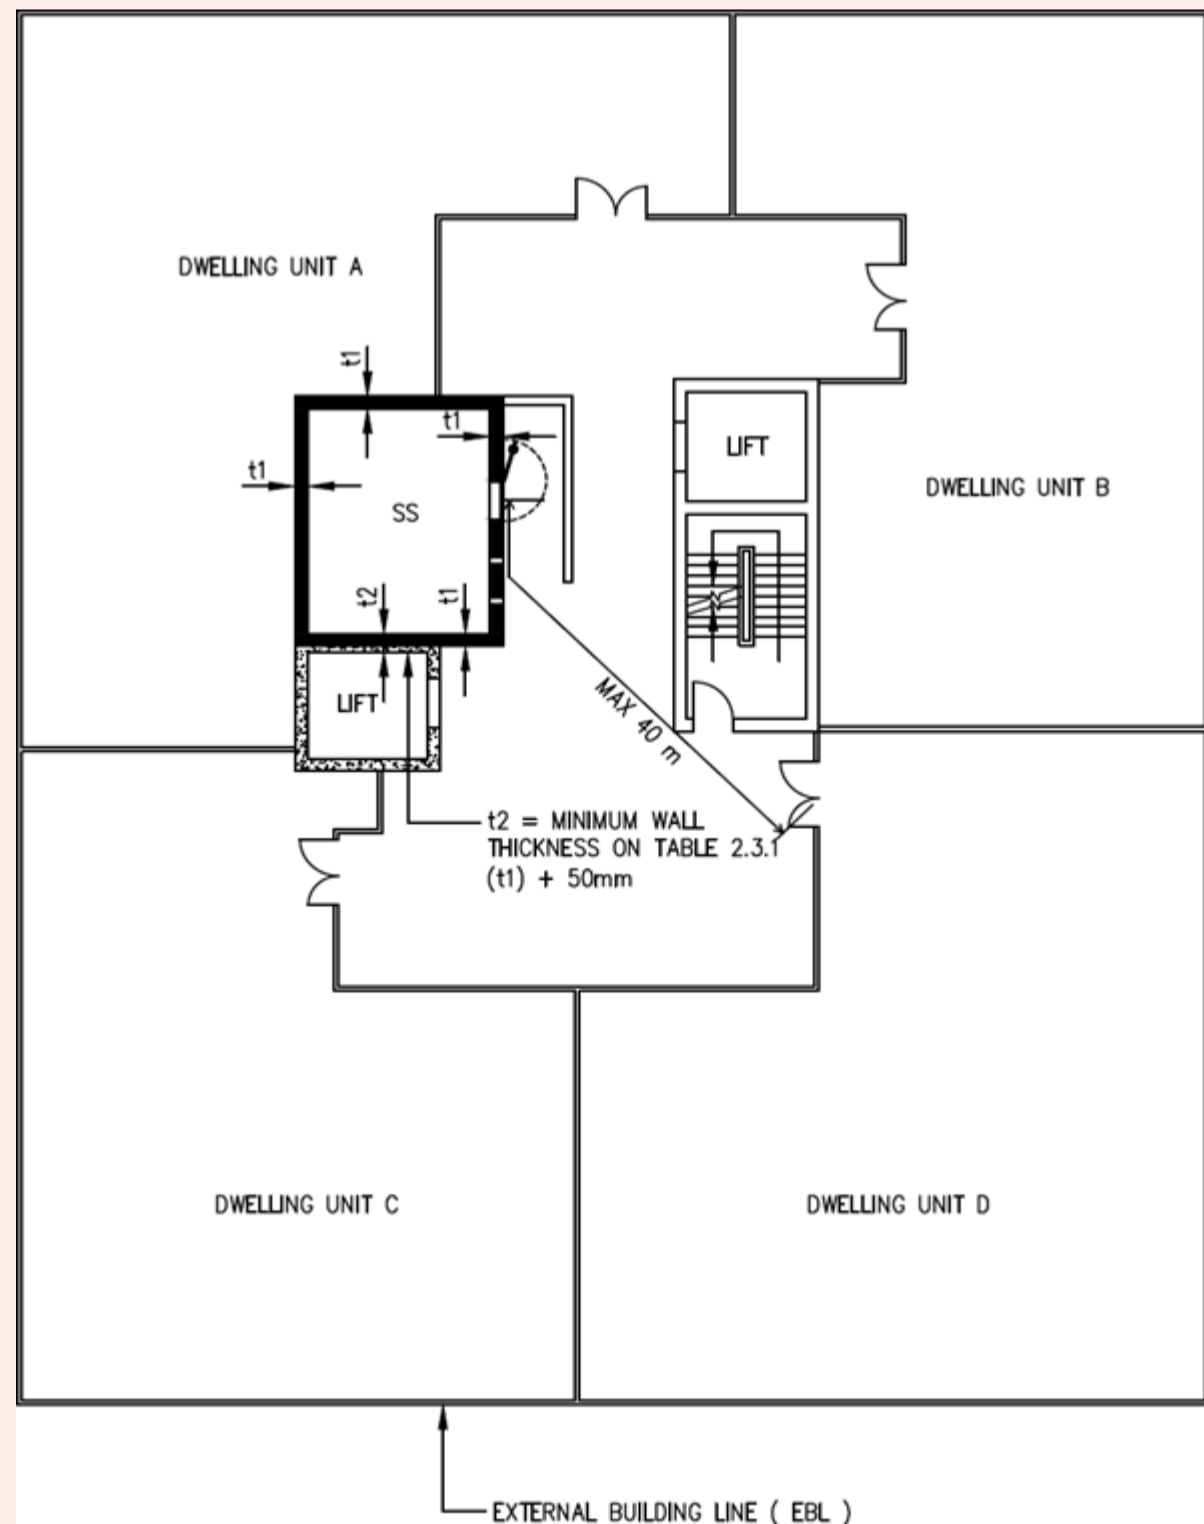 DWELLING UNIT A
t1
t1
t1
LIFT
DWELLING UNIT B
SS
t2
t1
LIFT
MAX 40 m
t2 = MINIMUM WALL
THICKNESS ON TABLE 2.3.1
(t1) + 50mm
DWELLING UNIT C
DWELLING UNIT D
EXTERNAL BUILDING LINE ( EBL )